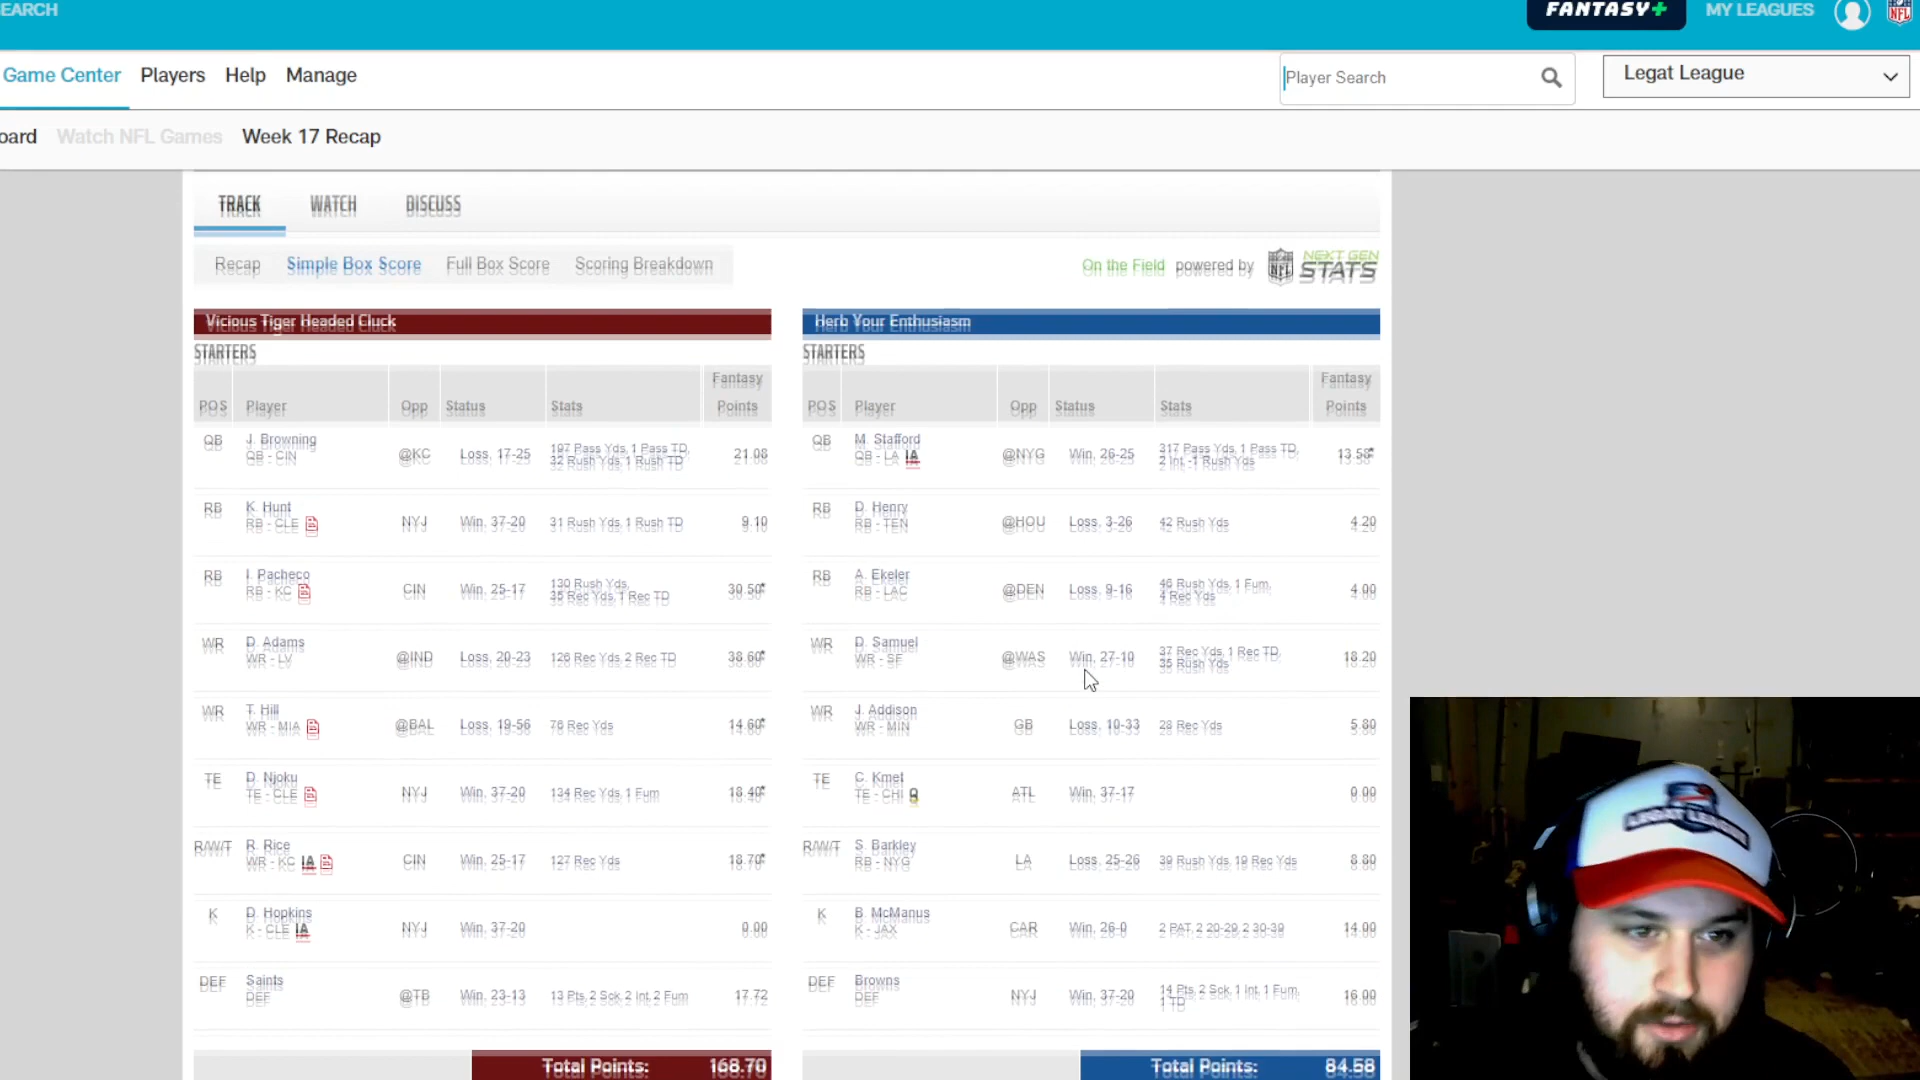 EARCH
FANTASY+
MY LEAGUES
NFL
Game Center Players Help Manage
Player Search
Legat League
oard Watch NFL Games Week 17 Recap
TRACK WATCH DISCUSS
Recap Simple Box Score Full Box Score Scoring Breakdown
On the Field powered by NFL NEXT GEN STATS
Vicious Tiger Headed Cluck
STARTERS
POS Player Opp Status Stats Fantasy Points
QB J. Browning QB - CIN @KC Loss, 17-25 197 Pass Yds, 1 Pass TD, 32 Rush Yds, 1 Rush TD 21.08
RB K. Hunt RB - CLE NYJ Win, 37-20 31 Rush Yds, 1 Rush TD 9.10
RB I. Pacheco RB - KC CIN Win, 25-17 130 Rush Yds, 35 Rec Yds, 1 Rec TD 30.50*
WR D. Adams WR - LV @IND Loss, 20-23 126 Rec Yds, 2 Rec TD 38.60*
WR T. Hill WR - MIA @BAL Loss, 19-56 76 Rec Yds 14.60*
TE D. Njoku TE - CLE NYJ Win, 37-20 134 Rec Yds, 1 Fum 18.40*
R/W/T R. Rice WR - KC IA CIN Win, 25-17 127 Rec Yds 18.70*
K D. Hopkins K - CLE IA NYJ Win, 37-20 0.00
DEF Saints DEF @TB Win, 23-13 13 Pts, 2 Sck, 2 Int, 2 Fum 17.72
Total Points: 168.70
Herb Your Enthusiasm
STARTERS
POS Player Opp Status Stats Fantasy Points
QB M. Stafford QB - LA IA @NYG Win, 26-25 317 Pass Yds, 1 Pass TD, 2 Int, -1 Rush Yds 13.58*
RB D. Henry RB - TEN @HOU Loss, 3-26 42 Rush Yds 4.20
RB A. Ekeler RB - LAC @DEN Loss, 9-16 46 Rush Yds, 1 Fum, 4 Rec Yds 4.00
WR D. Samuel WR - SF @WAS Win, 27-10 37 Rec Yds, 1 Rec TD, 35 Rush Yds 18.20
WR J. Addison WR - MIN GB Loss, 10-33 28 Rec Yds 5.80
TE C. Kmet TE - CHI Q ATL Win, 37-17 0.00
R/W/T S. Barkley RB - NYG LA Loss, 25-26 39 Rush Yds, 19 Rec Yds 8.80
K B. McManus K - JAX CAR Win, 26-0 2 PAT, 2 20-29, 2 30-39 14.00
DEF Browns DEF NYJ Win, 37-20 14 Pts, 2 Sck, 1 Int, 1 Fum, 1 TD 16.00
Total Points: 84.58
LEGAT LEAGUE